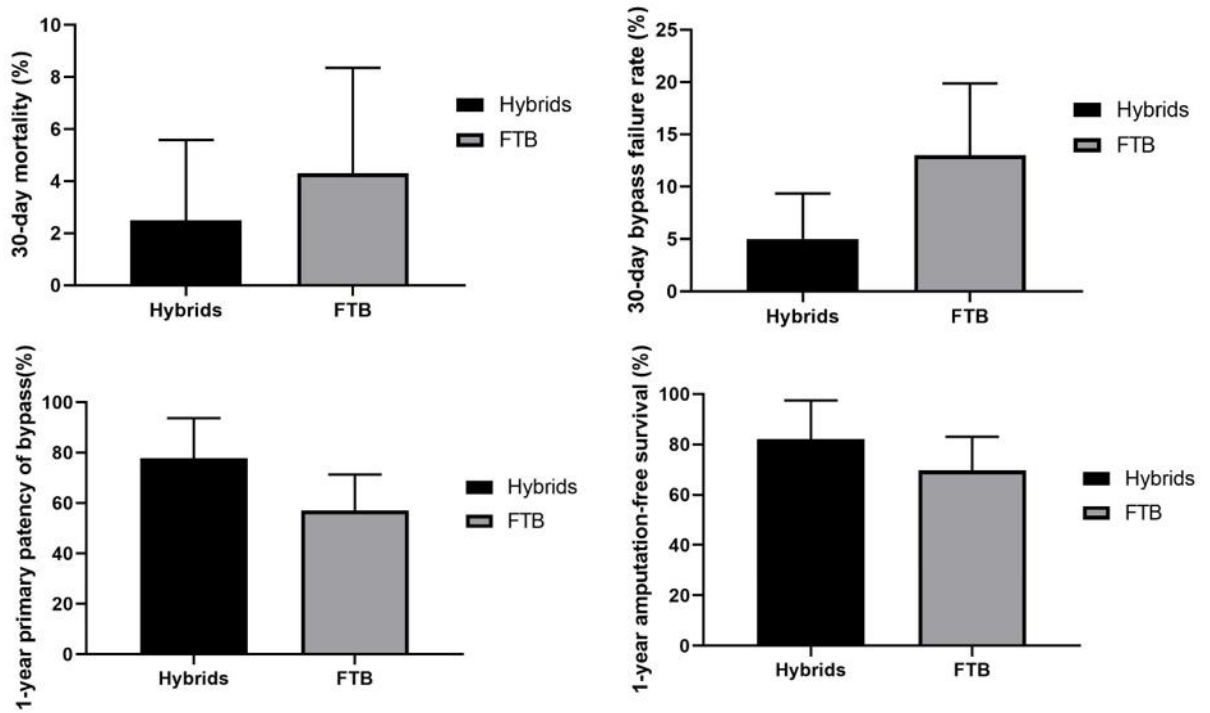 30-day mortality (%)
10
8
6
4
2
0
Hybrids
FTB
Hybrids
FTB
30-day bypass failure rate (%)
25
20
15
10
5
0
Hybrids
FTB
Hybrids
FTB
1-year primary patency of bypass(%)
100
80
60
40
20
0
Hybrids
FTB
Hybrids
FTB
1-year amputation-free survival (%)
100
80
60
40
20
0
Hybrids
FTB
Hybrids
FTB